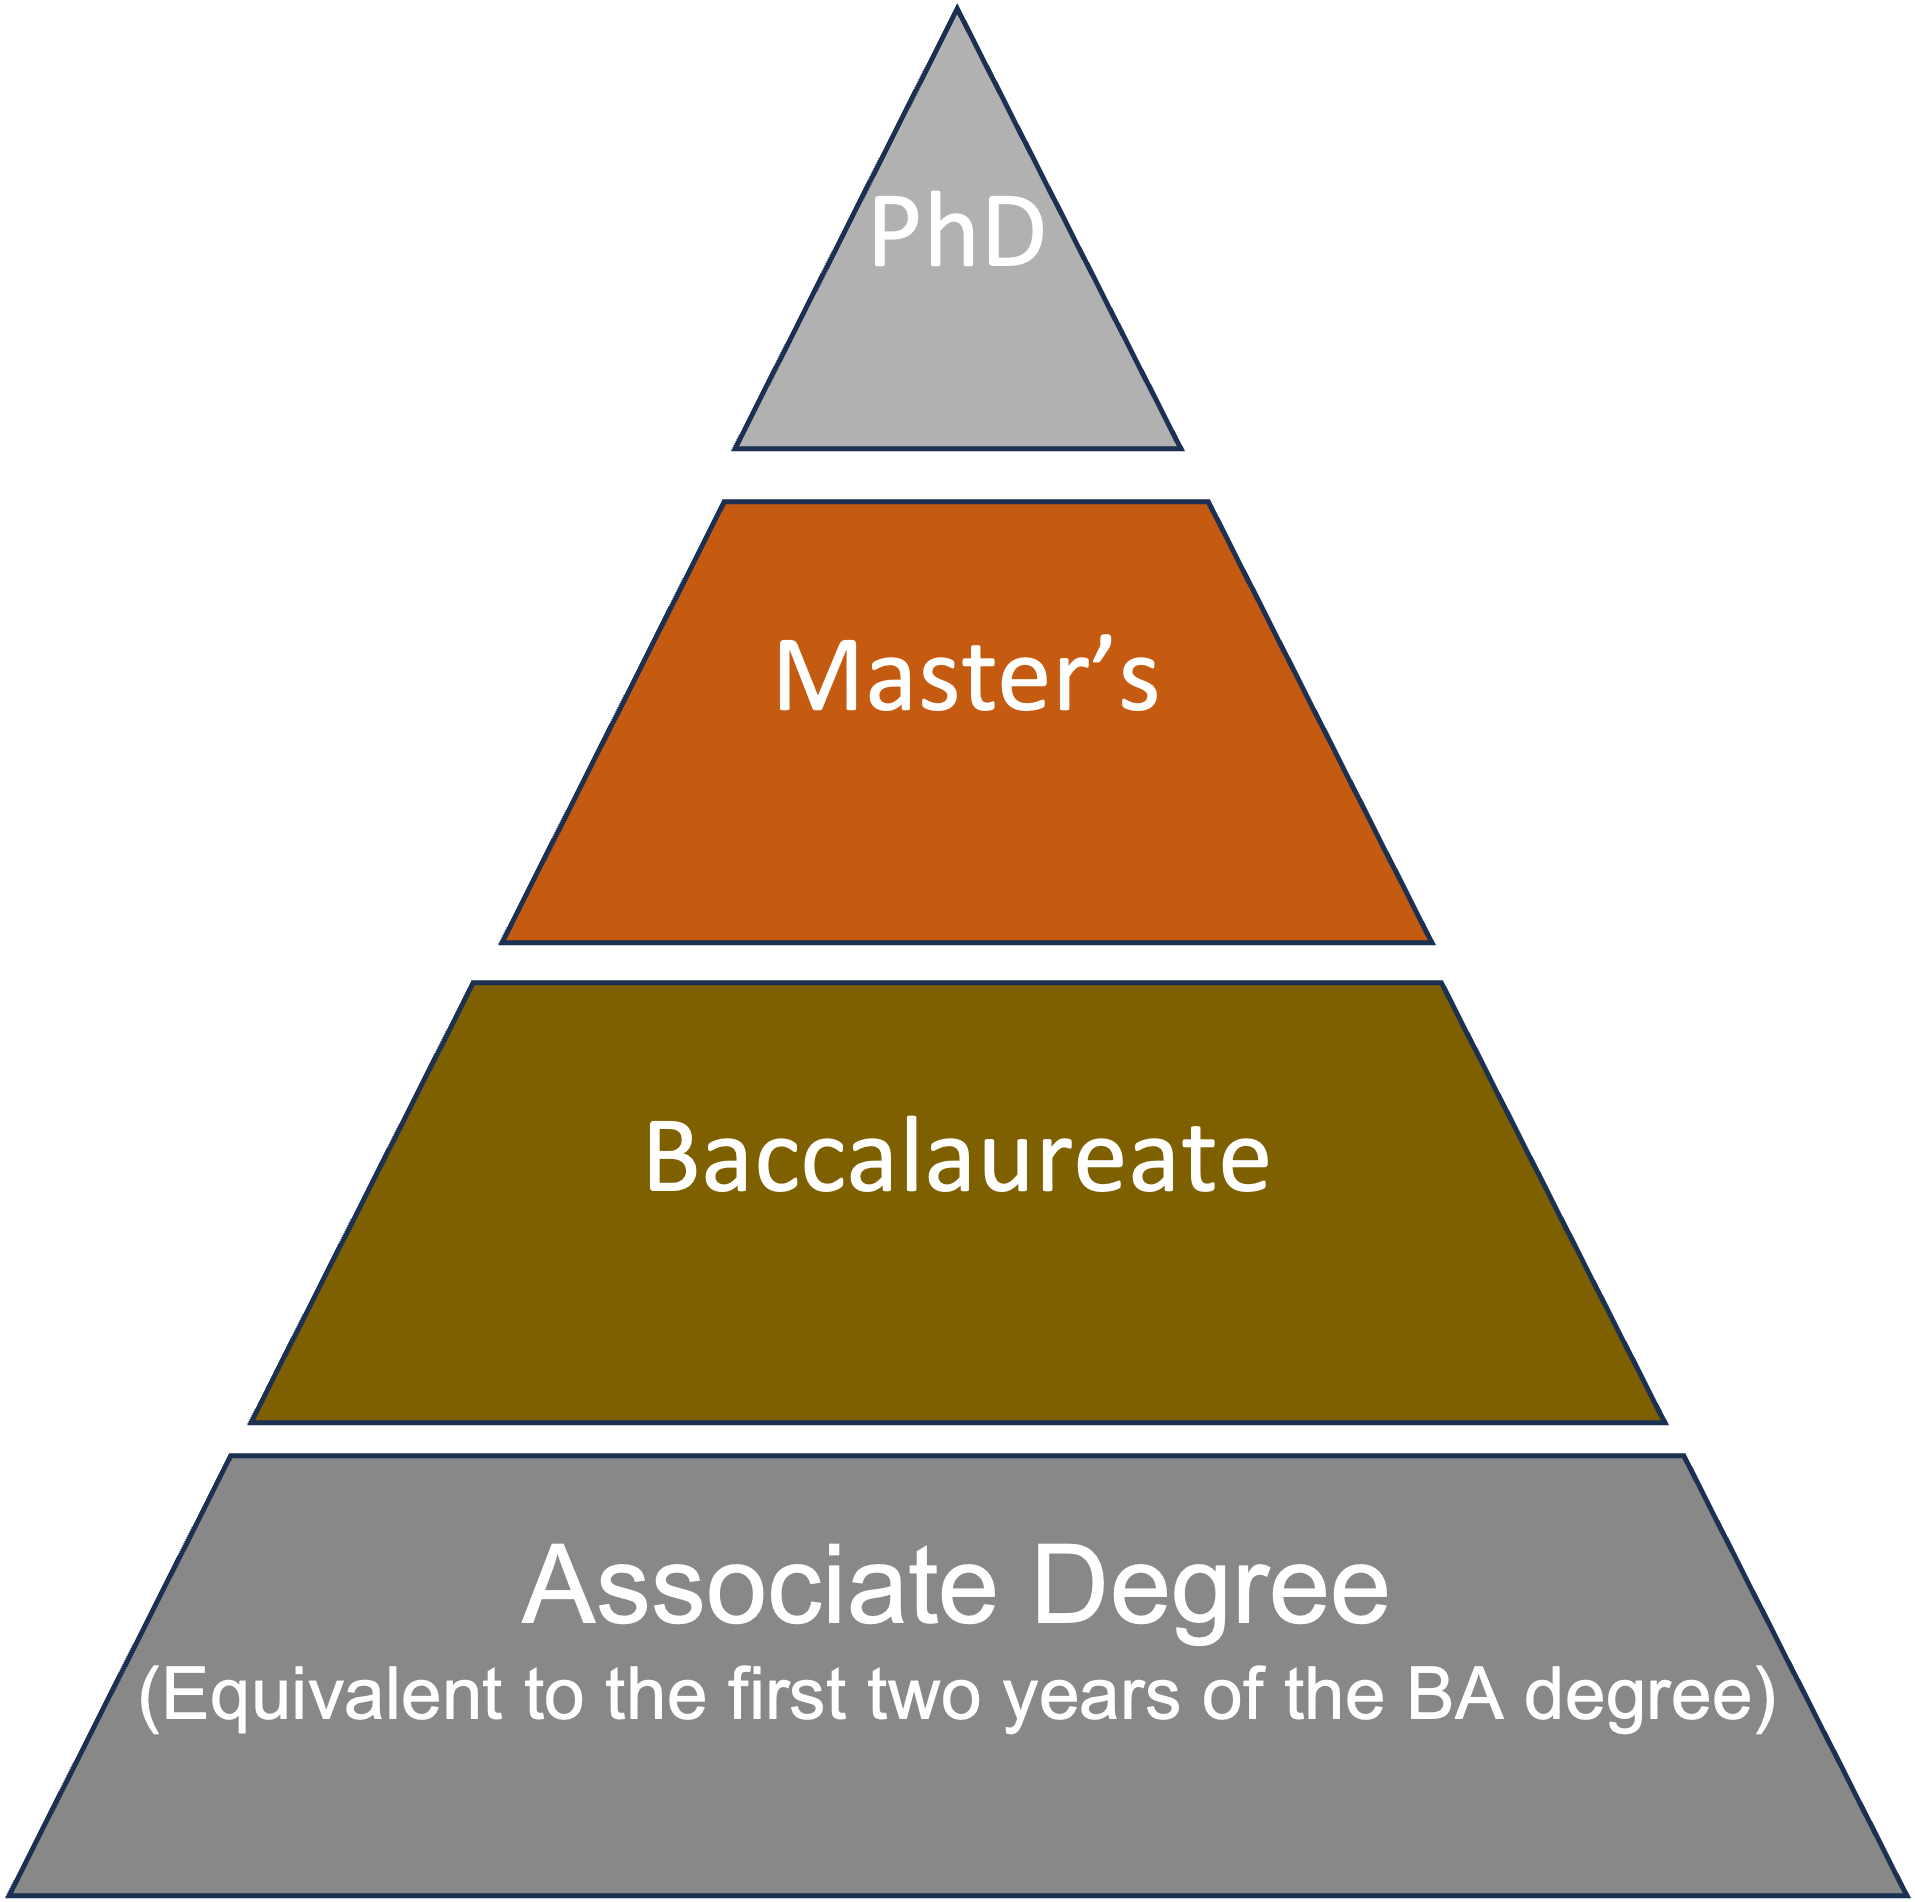 PhD
Master’s
Baccalaureate
Associate Degree
(Equivalent to the first two years of the BA degree)